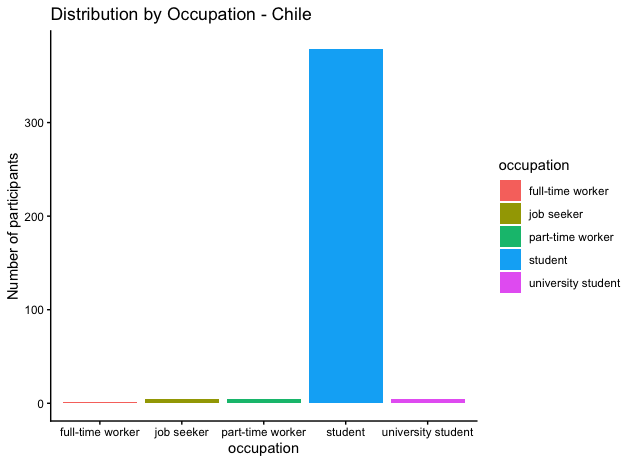 Distribution by Occupation - Chile
Number of participants
300
200
100
0
full-time worker
job seeker
part-time worker
student
university student
occupation
occupation
full-time worker
job seeker
part-time worker
student
university student